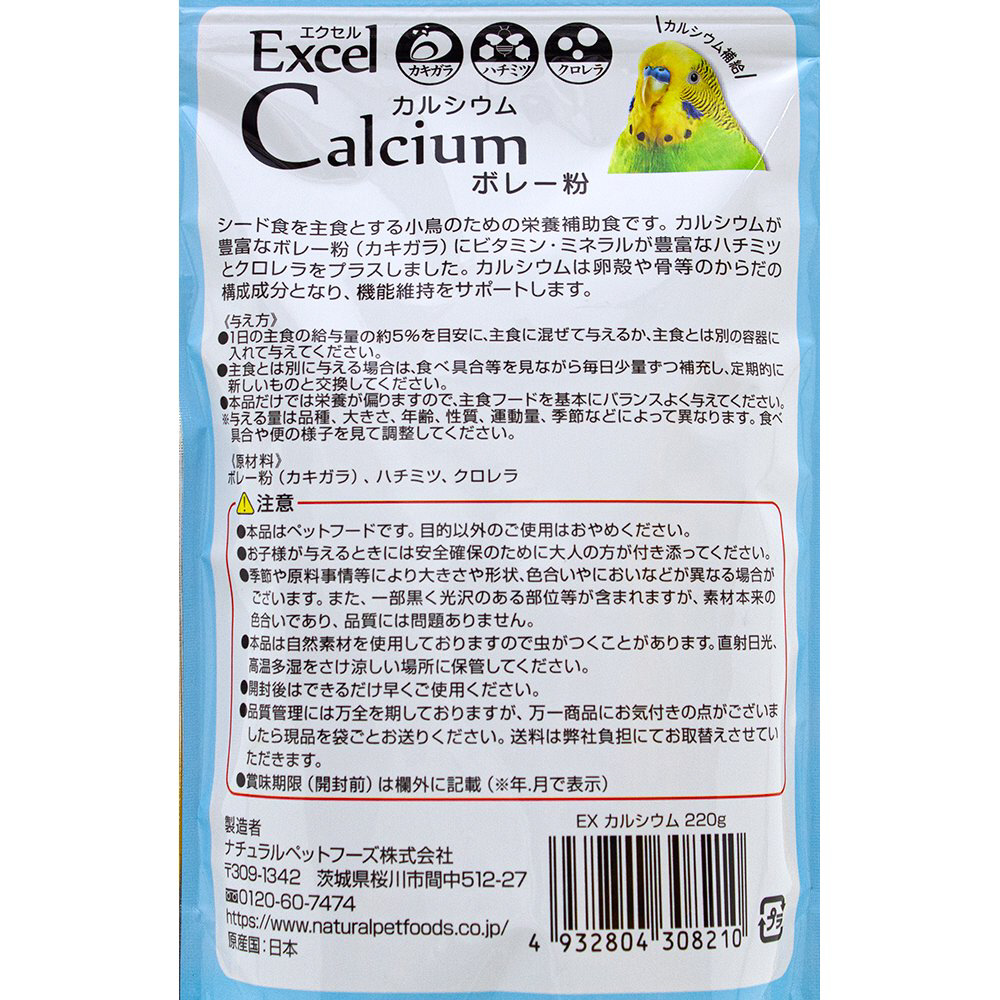 エクセル
Excel
カキガラ
ハチミツ
クロレラ
カルシウム補給
カルシウム
Calcium
ボレー粉
シード食を主食とする小鳥のための栄養補助食です。カルシウムが
豊富なボレー粉（カキガラ）にビタミン・ミネラルが豊富なハチミツ
とクロレラをプラスしました。カルシウムは卵殻や骨等のからだの
構成成分となり、機能維持をサポートします。
《与え方》
●1日の主食の給与量の約5%を目安に、主食に混ぜて与えるか、主食とは別の容器に
入れて与えてください。
●主食とは別に与える場合は、食べ具合等を見ながら毎日少量ずつ補充し、定期的に
新しいものと交換してください。
●本品だけでは栄養が偏りますので、主食フードを基本にバランスよく与えてください。
※与える量は品種、大きさ、年齢、性質、運動量、季節などによって異なります。食べ
具合や便の様子を見て調整してください。
《原材料》
ボレー粉（カキガラ）、ハチミツ、クロレラ
注意
●本品はペットフードです。目的以外のご使用はおやめください。
●お子様が与えるときには安全確保のために大人の方が付き添ってください。
●季節や原料事情等により大きさや形状、色合いやにおいなどが異なる場合が
ございます。また、一部黒く光沢のある部位等が含まれますが、素材本来の
色合いであり、品質には問題ありません。
●本品は自然素材を使用しておりますので虫がつくことがあります。直射日光、
高温多湿をさけ涼しい場所に保管してください。
●開封後はできるだけ早くご使用ください。
●品質管理には万全を期しておりますが、万一商品にお気付きの点がございま
したら現品を袋ごとお送りください。送料は弊社負担にてお取替えさせてい
ただきます。
●賞味期限（開封前）は欄外に記載（※年.月で表示）
製造者
ナチュラルペットフーズ株式会社
〒309-1342 茨城県桜川市間中512-27
0120-60-7474
https://www.naturalpetfoods.co.jp/
原産国：日本
EX カルシウム 220g
4 932804 308210
プラ